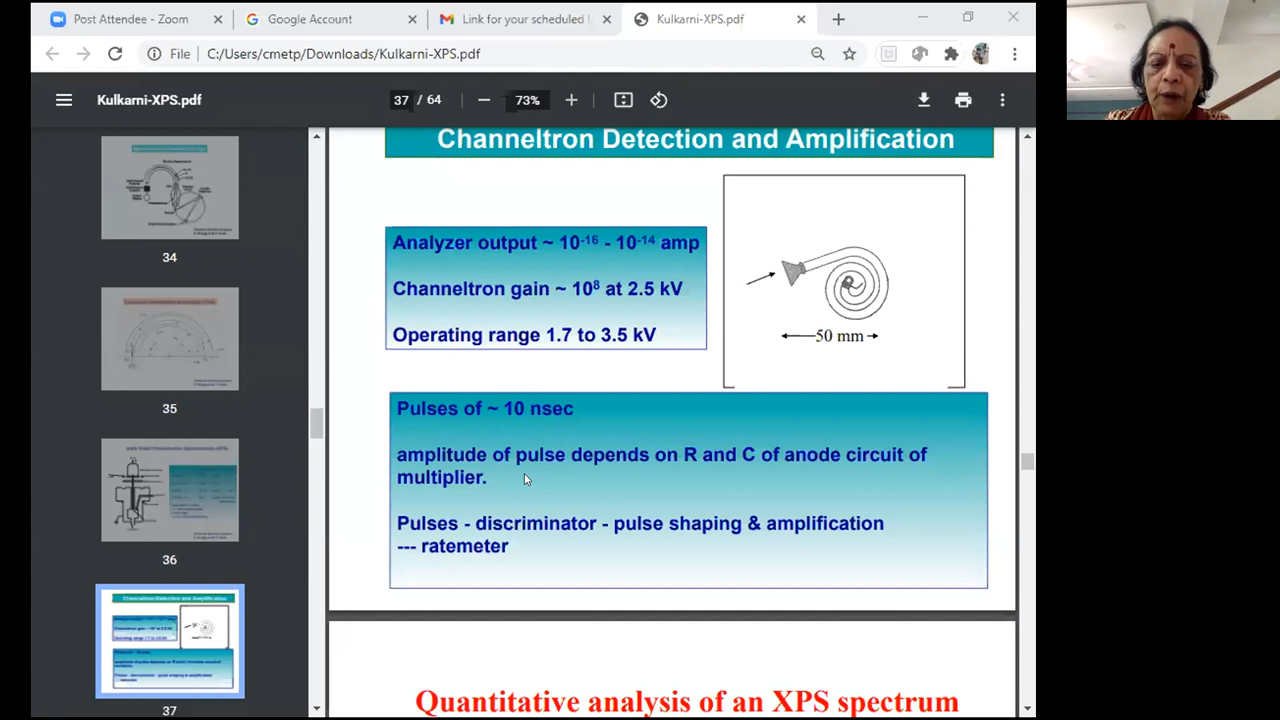 Post Attendee - Zoom
Google Account
Link for your scheduled
Kulkarni-XPS.pdf
File
C:/Users/cmetp/Downloads/Kulkarni-XPS.pdf
Kulkarni-XPS.pdf
37 / 64
73%
34
35
36
Channeltron Detection and Amplification
37
Channeltron Detection and Amplification
Analyzer output ~ 10⁻¹⁶ - 10⁻¹⁴ amp
Channeltron gain ~ 10⁸ at 2.5 kV
Operating range 1.7 to 3.5 kV
50 mm
Pulses of ~ 10 nsec
amplitude of pulse depends on R and C of anode circuit of
multiplier.
Pulses - discriminator - pulse shaping & amplification
--- ratemeter
Quantitative analysis of an XPS spectrum